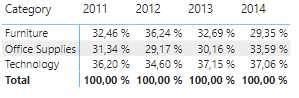 Category 2011 2012 2013 2014
Furniture 32,46 % 36,24 % 32,69 % 29,35 %
Office Supplies 31,34 % 29,17 % 30,16 % 33,59 %
Technology 36,20 % 34,60 % 37,15 % 37,06 %
Total 100,00 % 100,00 % 100,00 % 100,00 %